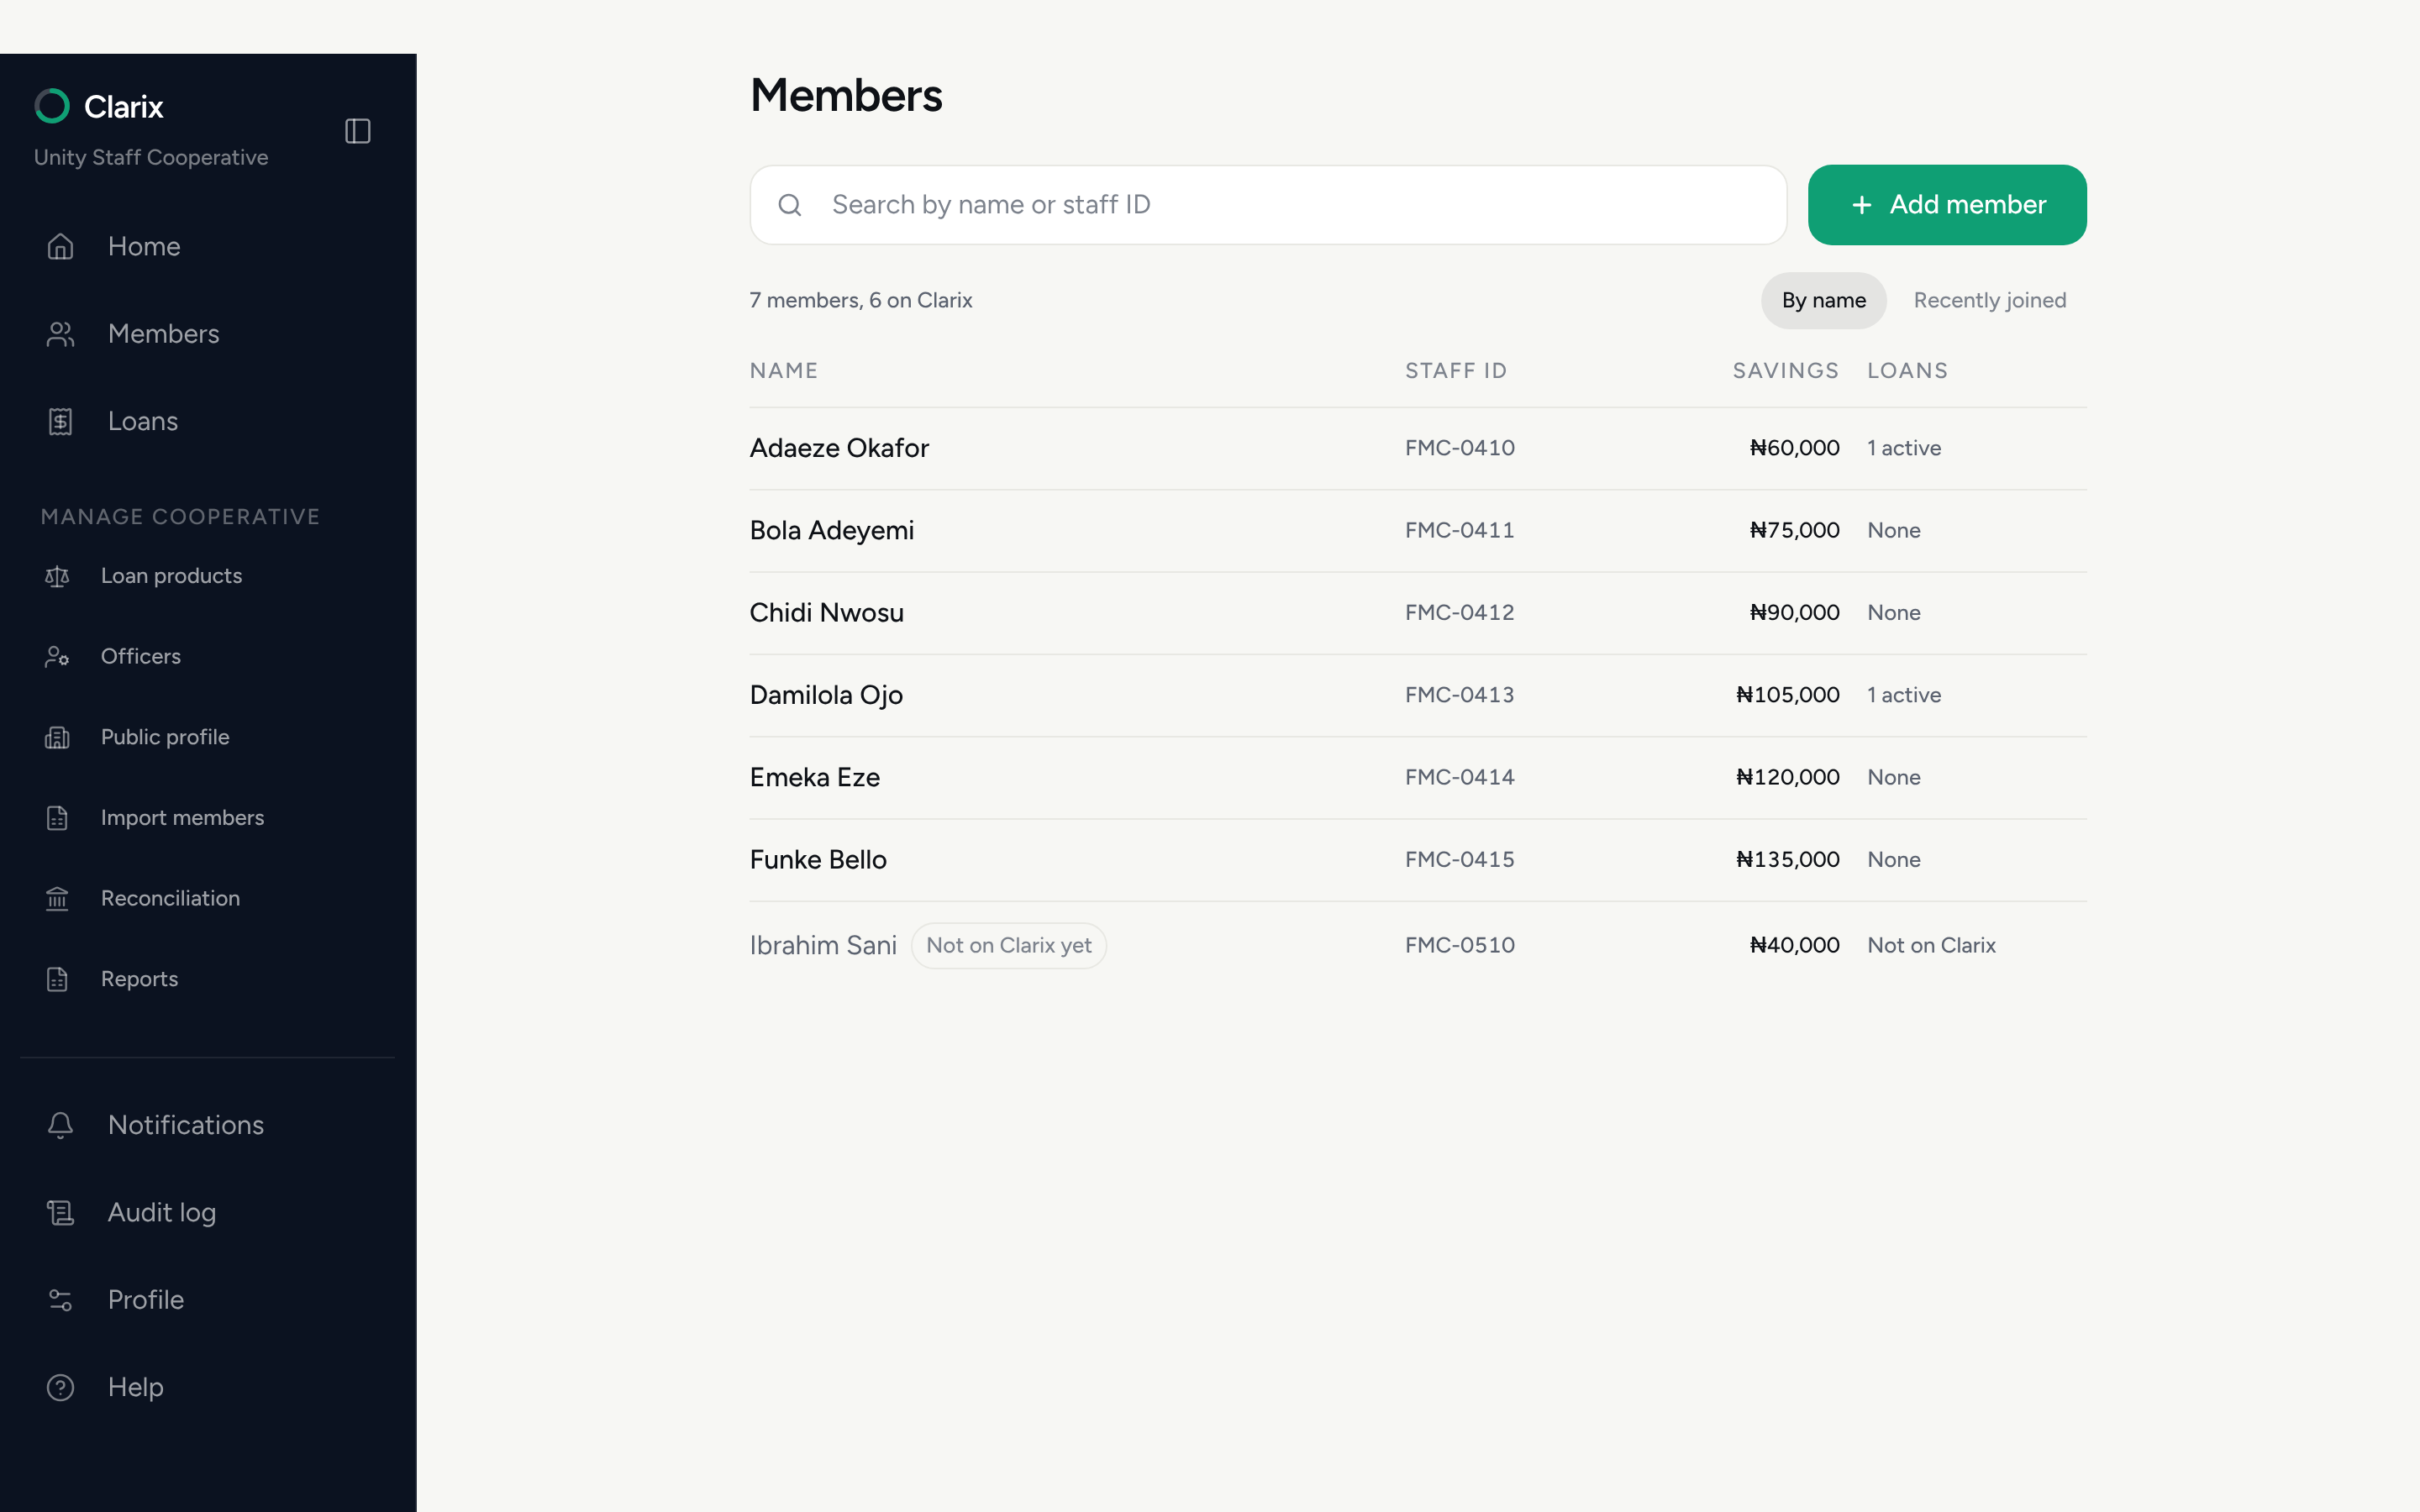 Clarix
Unity Staff Cooperative
Home
Members
Loans
MANAGE COOPERATIVE
Loan products
Officers
Public profile
Import members
Reconciliation
Reports
Notifications
Audit log
Profile
Help
Members
Search by name or staff ID
+ Add member
7 members, 6 on Clarix
By name Recently joined
NAME STAFF ID SAVINGS LOANS
Adaeze Okafor FMC-0410 ₦60,000 1 active
Bola Adeyemi FMC-0411 ₦75,000 None
Chidi Nwosu FMC-0412 ₦90,000 None
Damilola Ojo FMC-0413 ₦105,000 1 active
Emeka Eze FMC-0414 ₦120,000 None
Funke Bello FMC-0415 ₦135,000 None
Ibrahim Sani Not on Clarix yet FMC-0510 ₦40,000 Not on Clarix